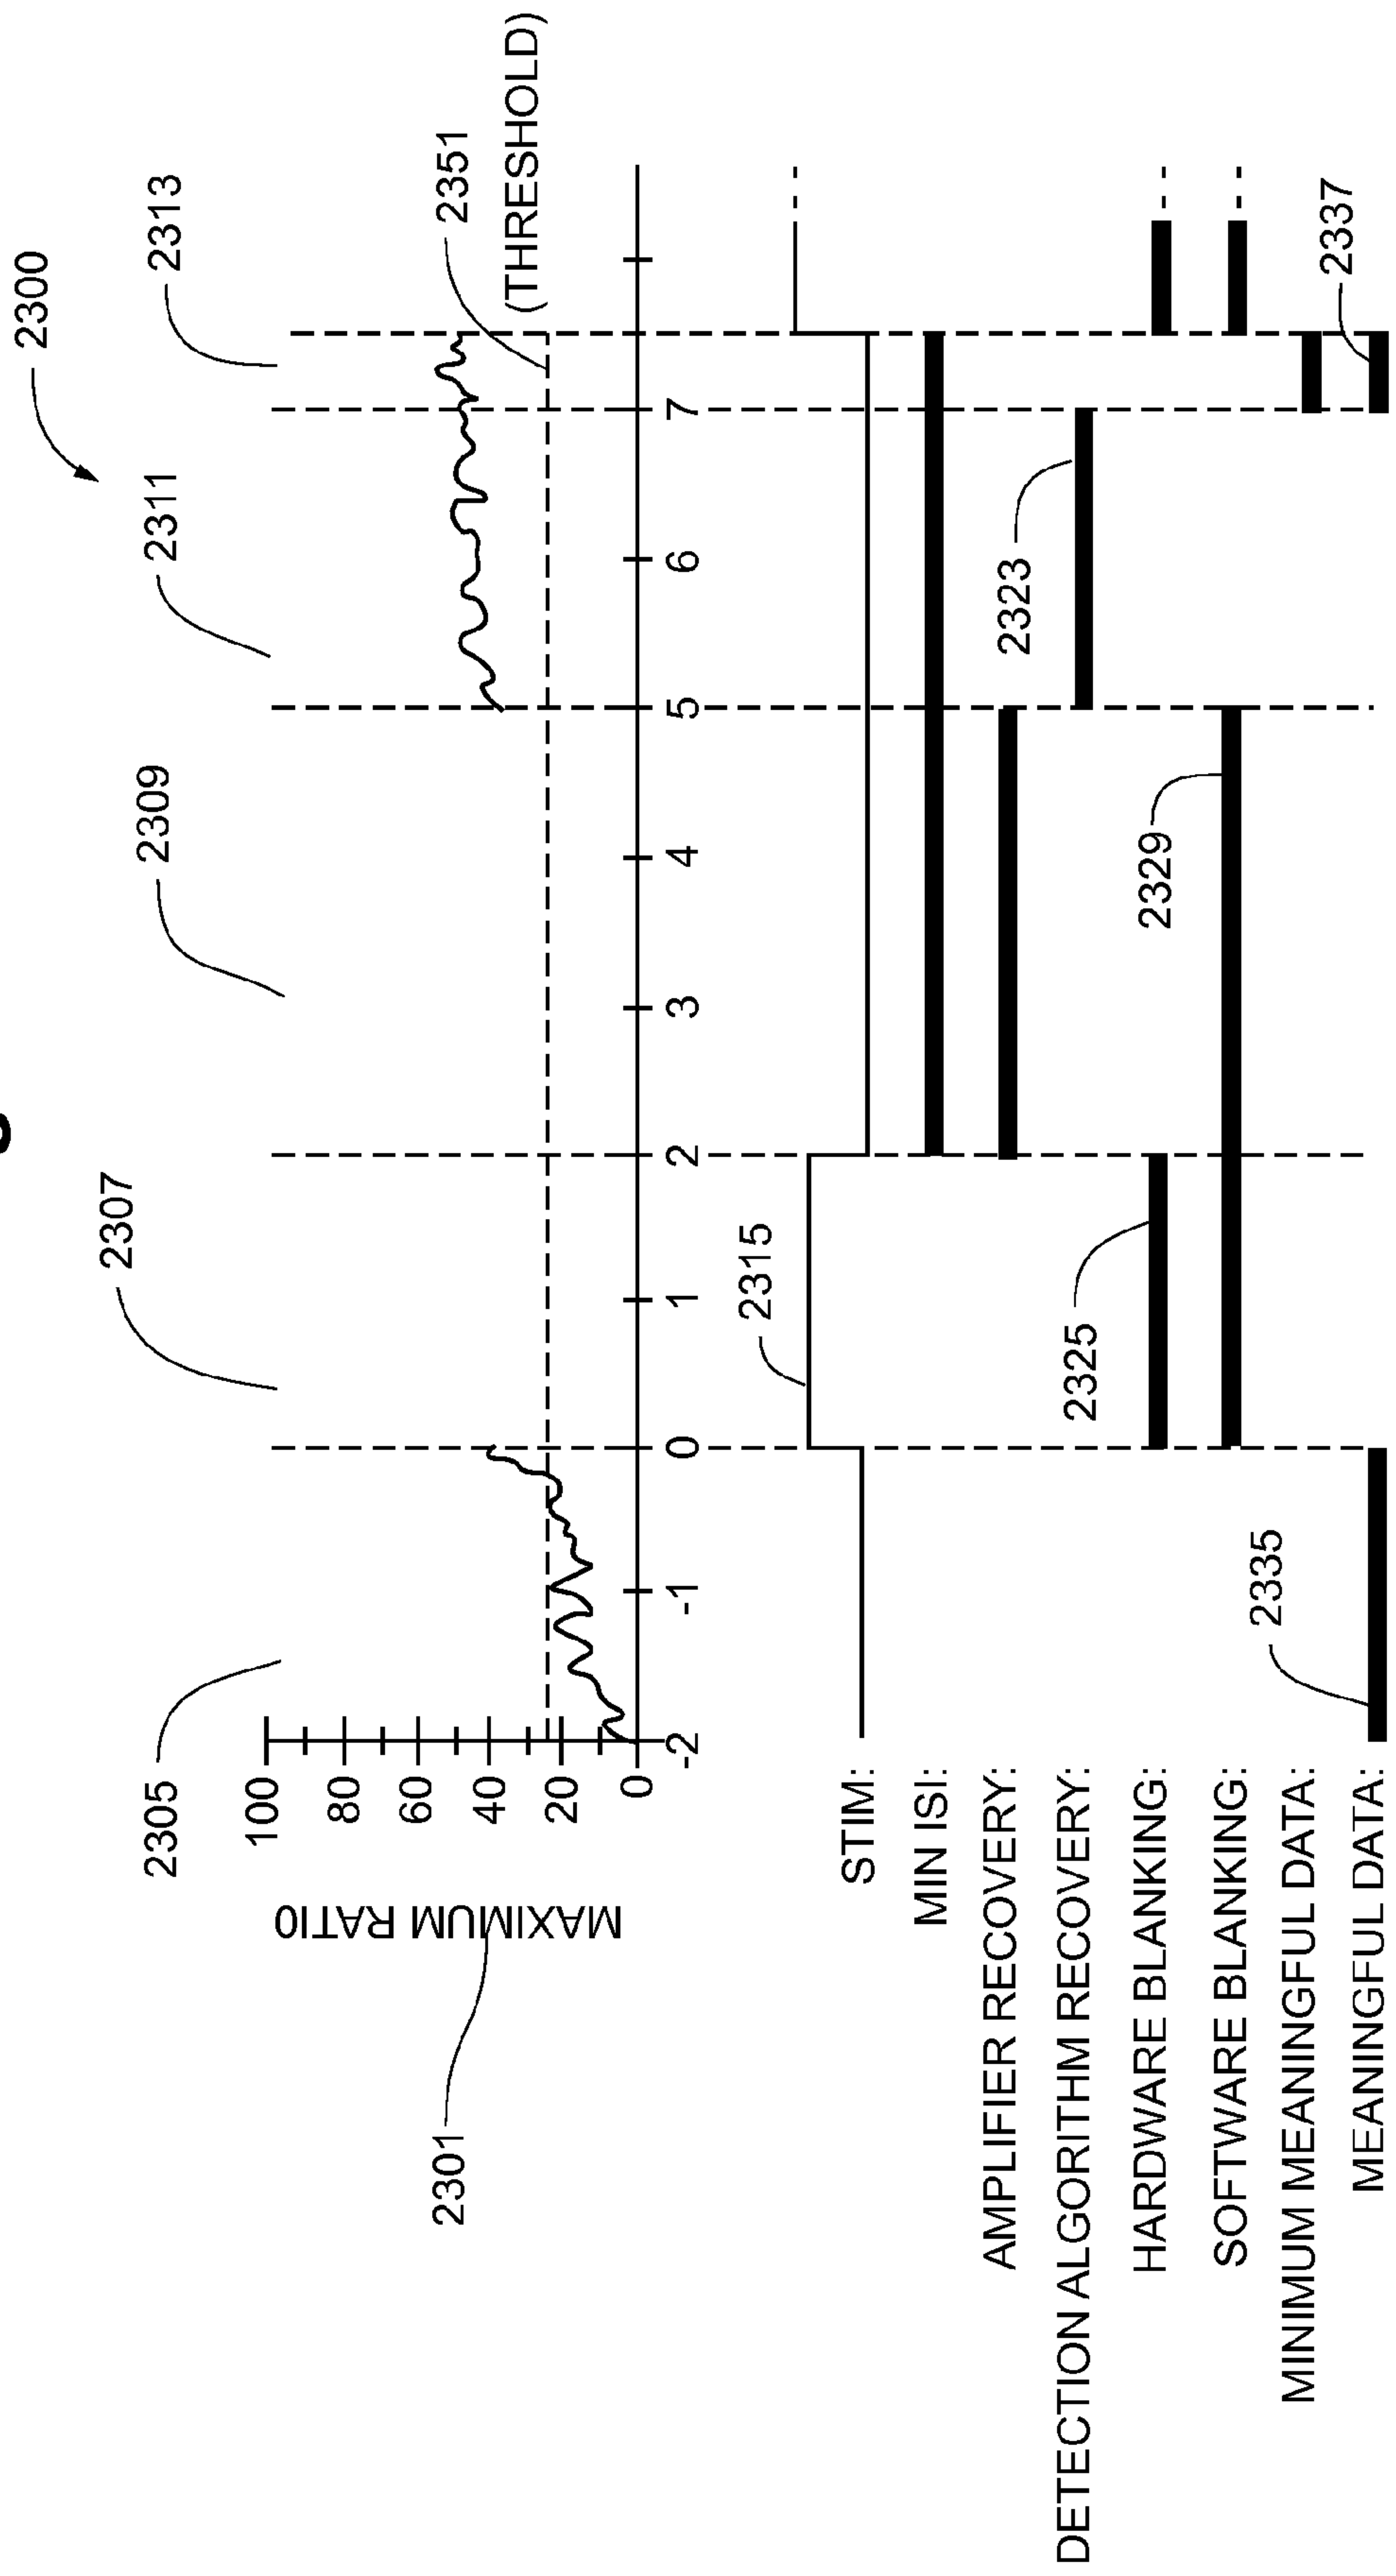 2300
2305
2307
2309
2311
2313
2301
MAXIMUM RATIO
100
80
60
40
20
0
2351
(THRESHOLD)
-2 -1 0 1 2 3 4 5 6 7
2315
STIM:
MIN ISI:
AMPLIFIER RECOVERY:
2323
DETECTION ALGORITHM RECOVERY:
2325
HARDWARE BLANKING:
2329
SOFTWARE BLANKING:
2335
MINIMUM MEANINGFUL DATA:
2337
MEANINGFUL DATA: